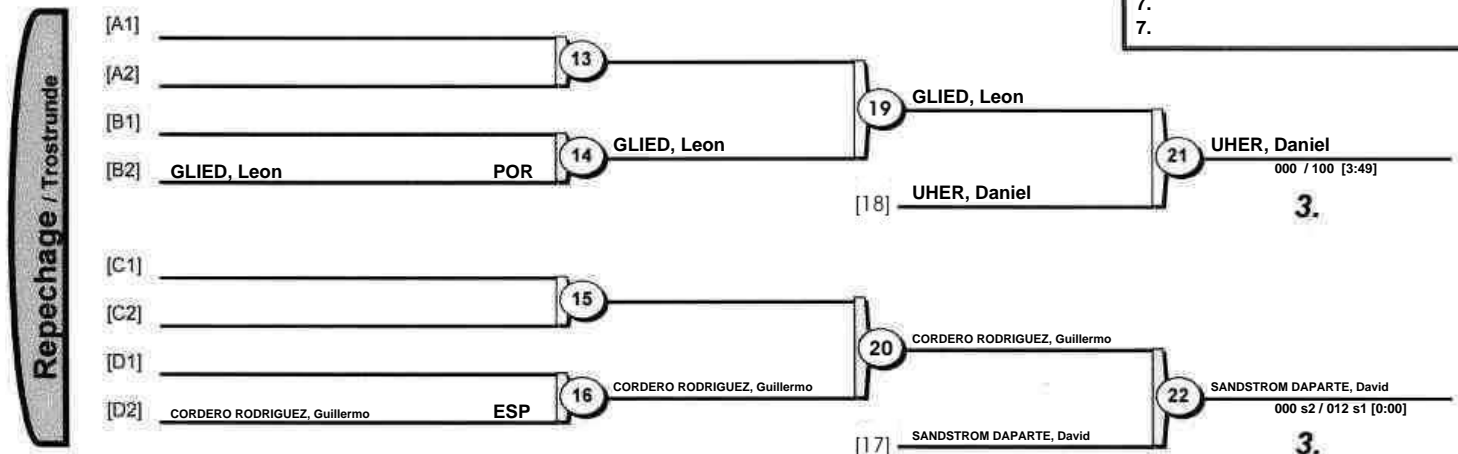 7.
7.
Repechage / Trostrunde
[A1]
[A2]
13
[B1]
[B2] GLIED, Leon POR
14
GLIED, Leon
19
GLIED, Leon
[18] UHER, Daniel
21
UHER, Daniel
000 / 100 [3:49]
3.
[C1]
[C2]
15
[D1]
[D2] CORDERO RODRIGUEZ, Guillermo ESP
16
CORDERO RODRIGUEZ, Guillermo
20
CORDERO RODRIGUEZ, Guillermo
[17] SANDSTROM DAPARTE, David
22
SANDSTROM DAPARTE, David
000 s2 / 012 s1 [0:00]
3.